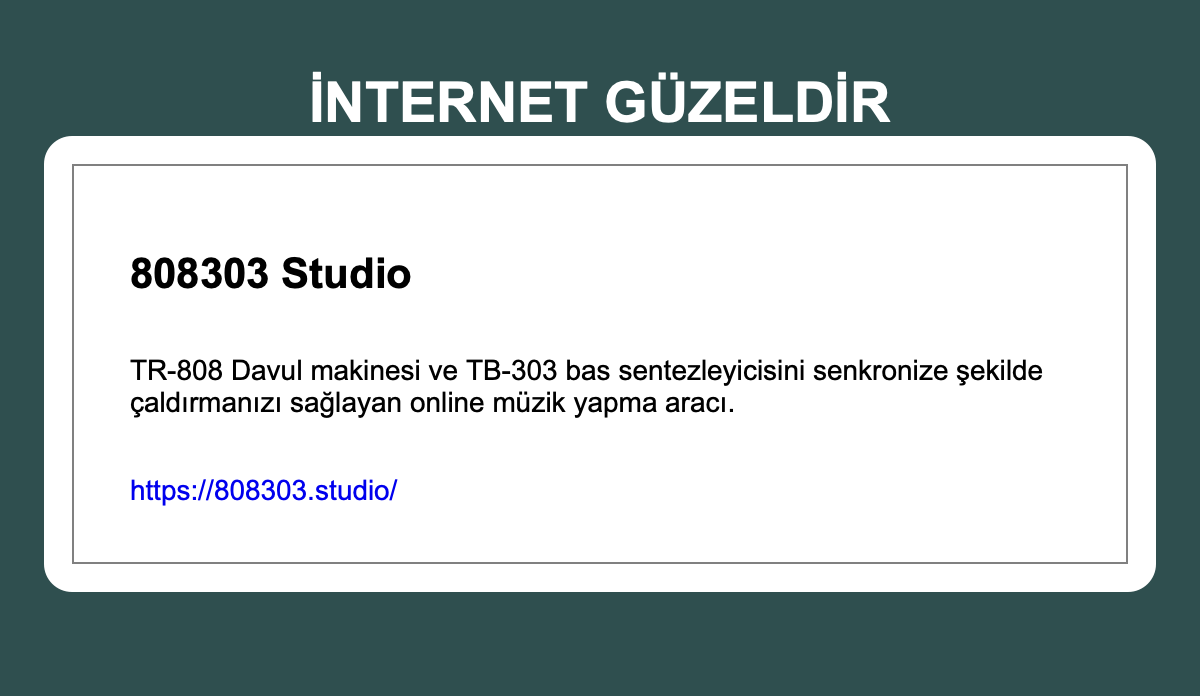 İNTERNET GÜZELDİR
808303 Studio
TR-808 Davul makinesi ve TB-303 bas sentezleyicisini senkronize şekilde
çaldırmanızı sağlayan online müzik yapma aracı.
https://808303.studio/